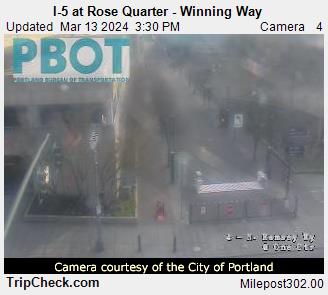 I-5 at Rose Quarter - Winning Way
Updated Mar 13 2024 3:30 PM Camera 4
PBOT
PORTLAND BUREAU OF TRANSPORTATION
Camera courtesy of the City of Portland
TripCheck.com Milepost302.00